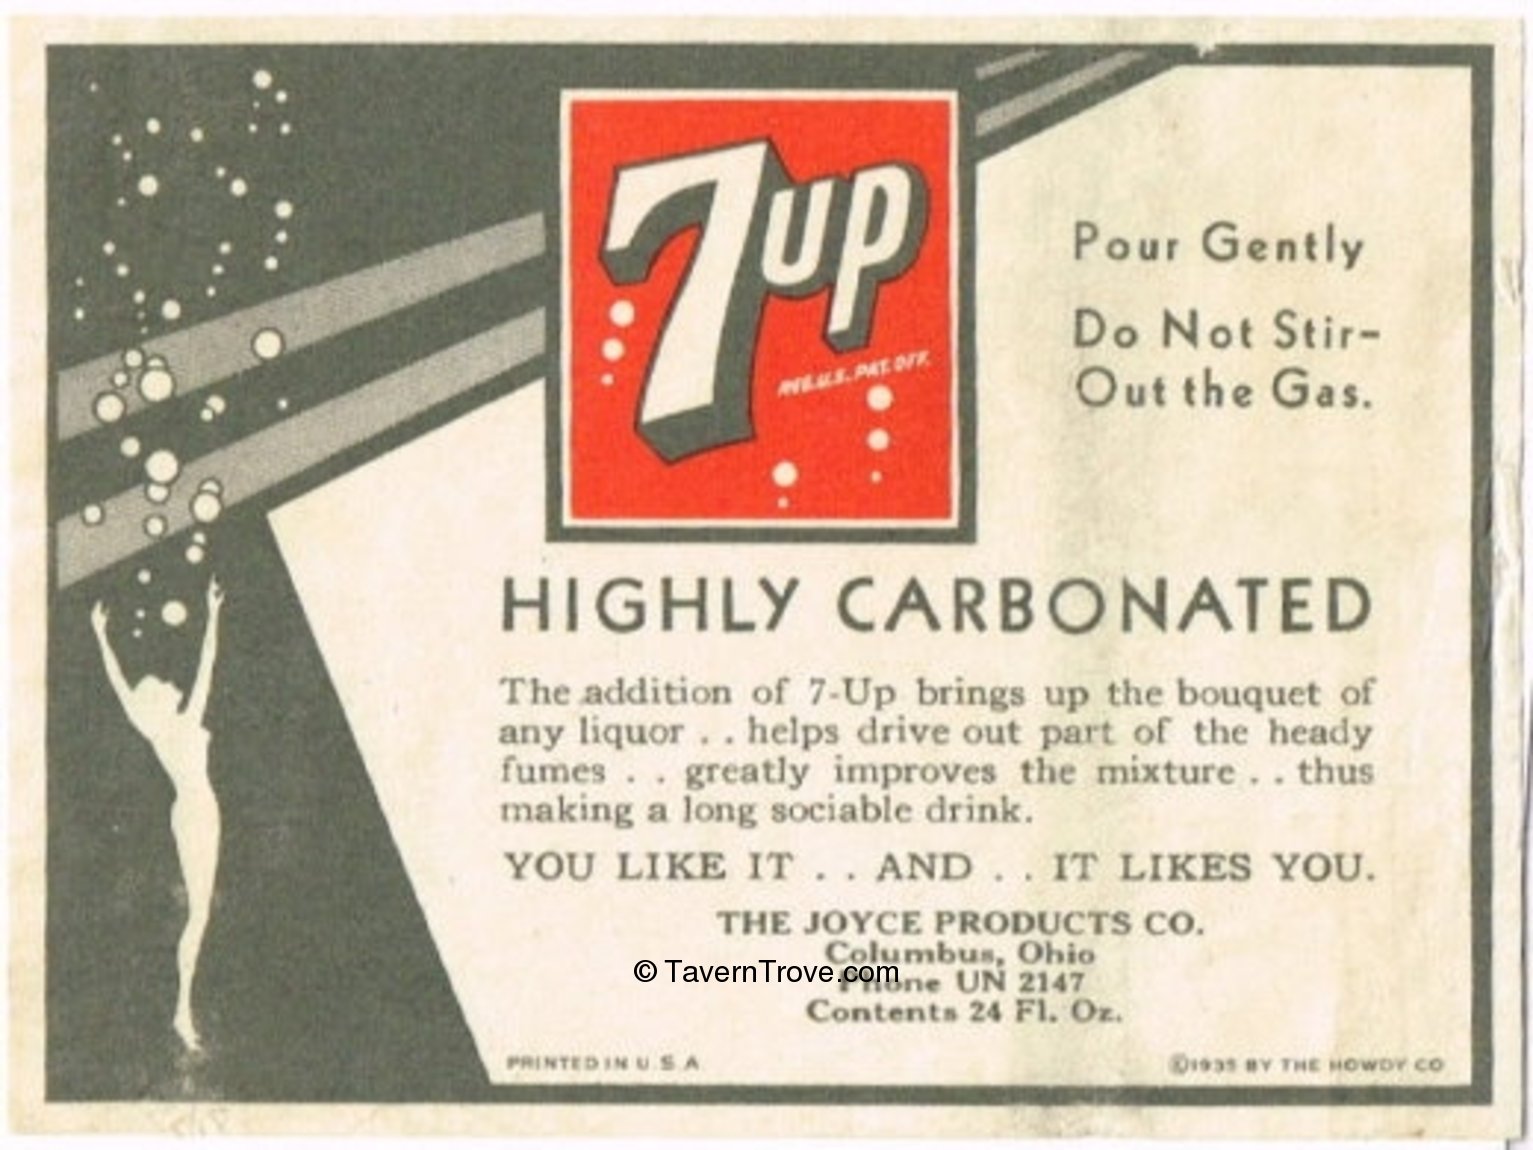 7up
REG. U.S. PAT. OFF.
Pour Gently
Do Not Stir-
Out the Gas.
HIGHLY CARBONATED
The addition of 7-Up brings up the bouquet of
any liquor . . helps drive out part of the heady
fumes . . greatly improves the mixture . . thus
making a long sociable drink.
YOU LIKE IT . . AND . . IT LIKES YOU.
THE JOYCE PRODUCTS CO.
Columbus, Ohio
© TavernTrove.com
Phone UN 2147
Contents 24 Fl. Oz.
PRINTED IN U.S.A
©1935 BY THE HOWDY CO